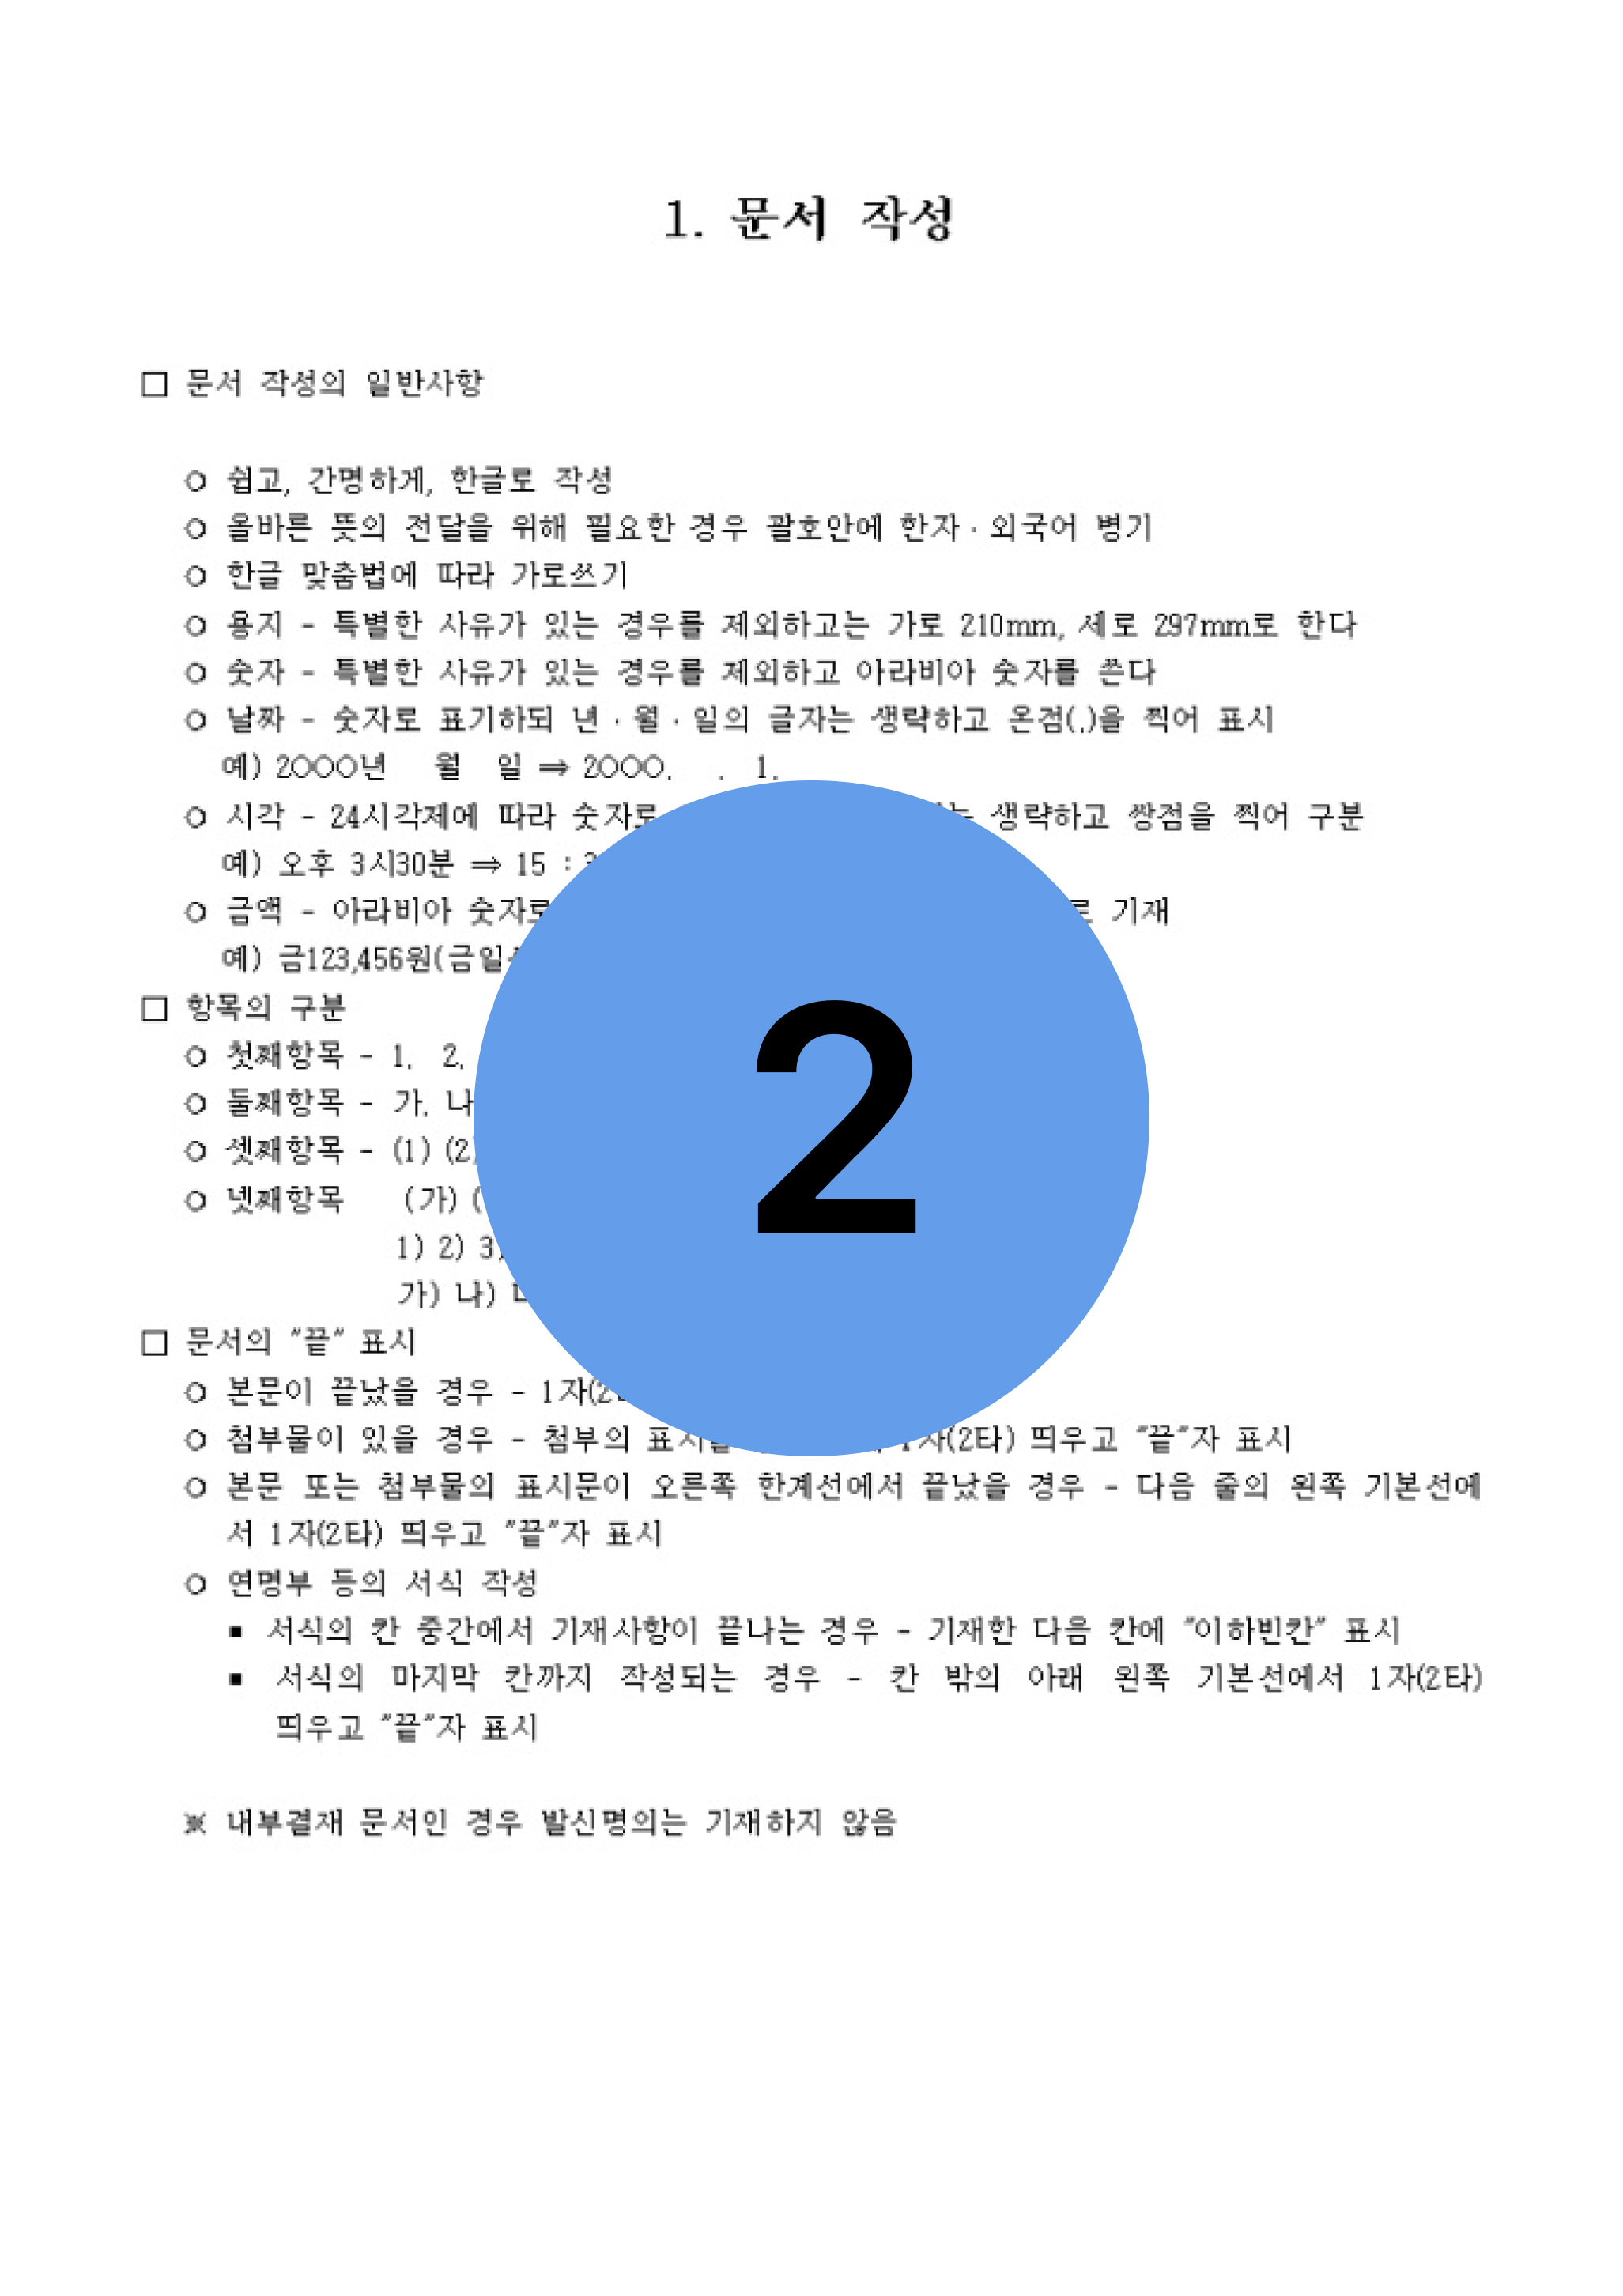 1. 문서 작성
□ 문서 작성의 일반사항
○ 쉽고, 간명하게, 한글로 작성
○ 올바른 뜻의 전달을 위해 필요한 경우 괄호안에 한자 · 외국어 병기
○ 한글 맞춤법에 따라 가로쓰기
○ 용지 - 특별한 사유가 있는 경우를 제외하고는 가로 210mm, 세로 297mm로 한다
○ 숫자 - 특별한 사유가 있는 경우를 제외하고 아라비아 숫자를 쓴다
○ 날짜 - 숫자로 표기하되 년 · 월 · 일의 글자는 생략하고 온점(.)을 찍어 표시
예) 2000년 월 일 ⇒ 2000. . 1.
○ 시각 - 24시각제에 따라 숫자로 생략하고 쌍점을 찍어 구분
예) 오후 3시30분 ⇒ 15 :
○ 금액 - 아라비아 숫자로 기재
예) 금123,456원(금일
□ 항목의 구분
○ 첫째항목 - 1. 2.
○ 둘째항목 - 가. 나
○ 셋째항목 - (1) (2)
○ 넷째항목 (가) (
1) 2) 3)
가) 나)
2
□ 문서의 "끝" 표시
○ 본문이 끝났을 경우 - 1자(2
○ 첨부물이 있을 경우 - 첨부의 1자(2타) 띄우고 "끝"자 표시
○ 본문 또는 첨부물의 표시문이 오른쪽 한계선에서 끝났을 경우 - 다음 줄의 왼쪽 기본선에
서 1자(2타) 띄우고 "끝"자 표시
○ 연명부 등의 서식 작성
▪ 서식의 칸 중간에서 기재사항이 끝나는 경우 - 기재한 다음 칸에 "이하빈칸" 표시
▪ 서식의 마지막 칸까지 작성되는 경우 - 칸 밖의 아래 왼쪽 기본선에서 1자(2타)
띄우고 "끝"자 표시
※ 내부결재 문서인 경우 발신명의는 기재하지 않음